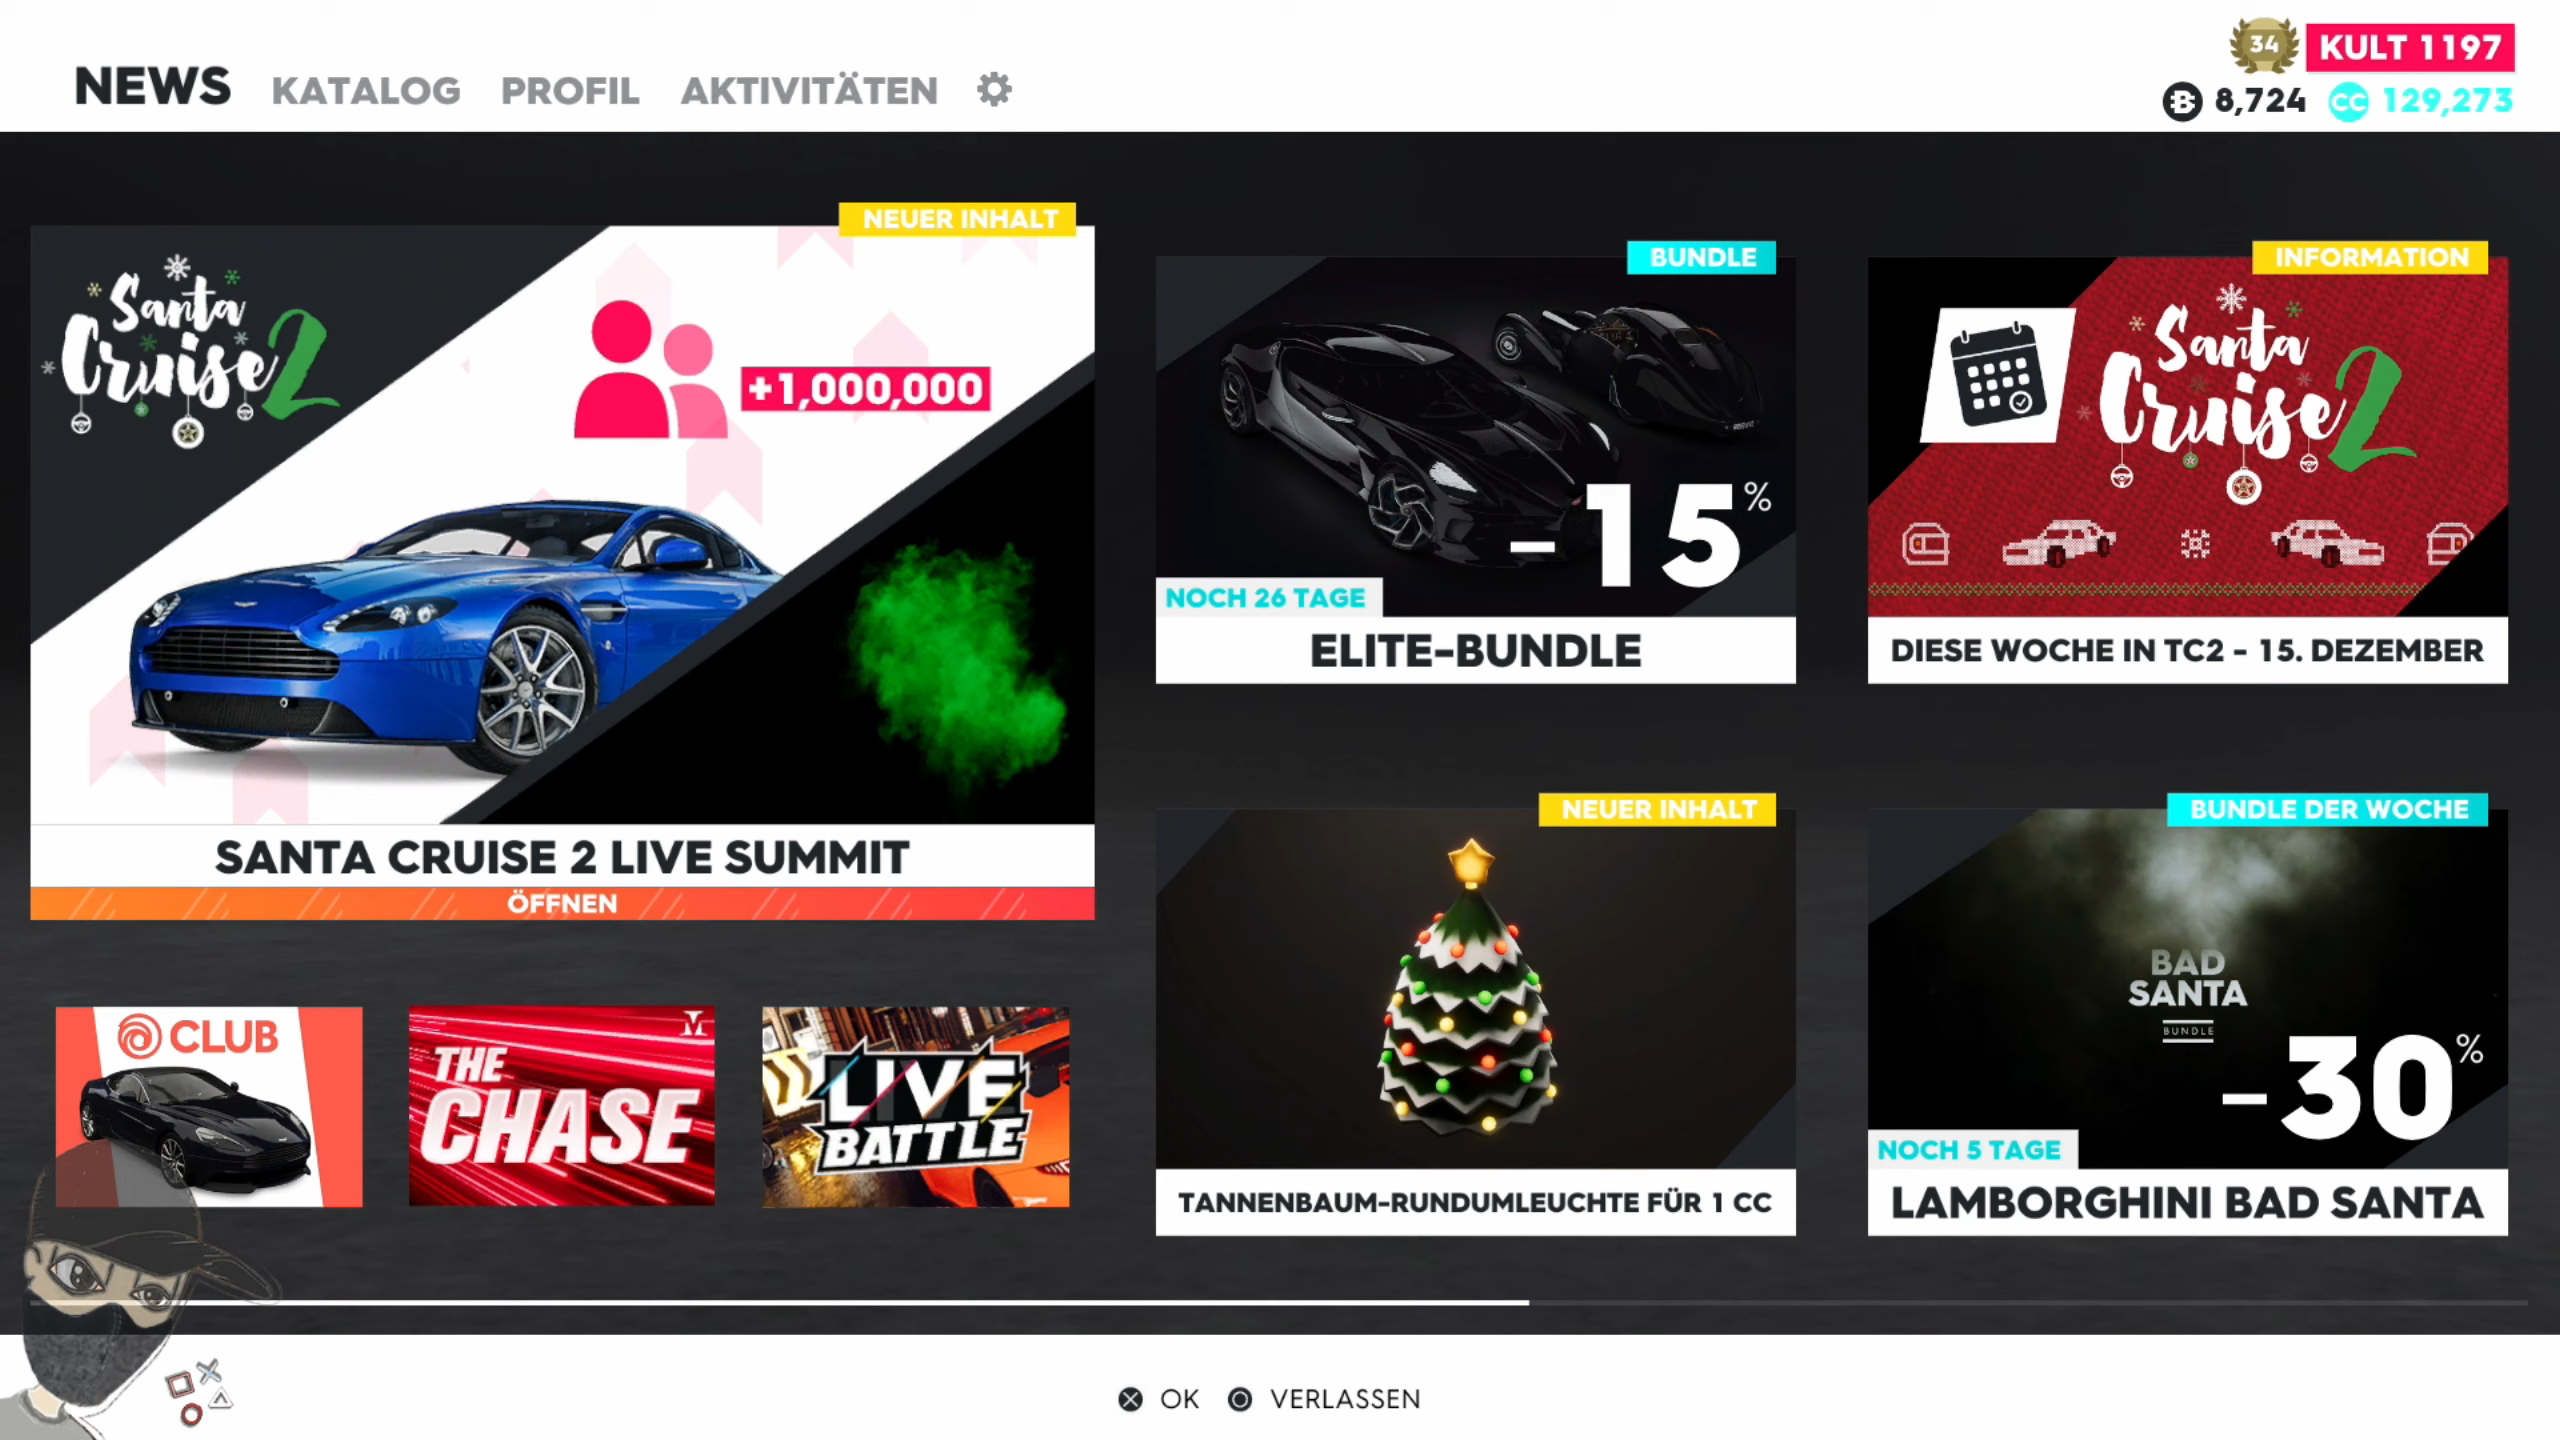 NEWS KATALOG PROFIL AKTIVITÄTEN
34 KULT 1197
8,724 CC 129,273
NEUER INHALT
Santa
Cruise 2
+1,000,000
SANTA CRUISE 2 LIVE SUMMIT
ÖFFNEN
CLUB
THE
CHASE
LIVE
BATTLE
BUNDLE
-15%
NOCH 26 TAGE
ELITE-BUNDLE
INFORMATION
Santa
Cruise 2
DIESE WOCHE IN TC2 - 15. DEZEMBER
NEUER INHALT
TANNENBAUM-RUNDUMLEUCHTE FÜR 1 CC
BUNDLE DER WOCHE
BAD
SANTA
BUNDLE
-30%
NOCH 5 TAGE
LAMBORGHINI BAD SANTA
OK VERLASSEN